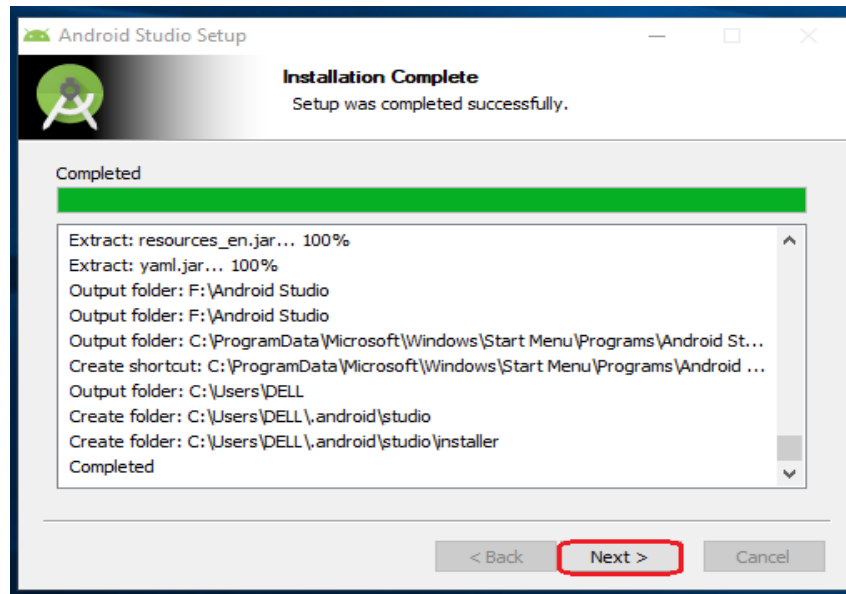 Android Studio Setup
Installation Complete
Setup was completed successfully.
Completed
Extract: resources_en.jar... 100%
Extract: yaml.jar... 100%
Output folder: F:\Android Studio
Output folder: F:\Android Studio
Output folder: C:\ProgramData\Microsoft\Windows\Start Menu\Programs\Android St...
Create shortcut: C:\ProgramData\Microsoft\Windows\Start Menu\Programs\Android ...
Output folder: C:\Users\DELL
Create folder: C:\Users\DELL\.android\studio
Create folder: C:\Users\DELL\.android\studio\installer
Completed
< Back Next > Cancel